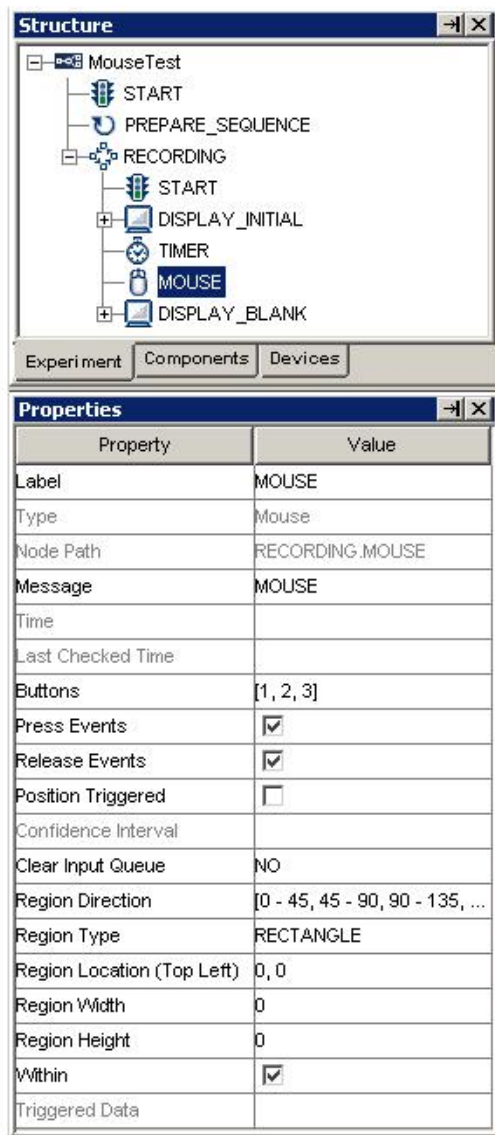 Structure
MouseTest
START
PREPARE_SEQUENCE
RECORDING
START
DISPLAY_INITIAL
TIMER
MOUSE
DISPLAY_BLANK
Experiment Components Devices
Properties
Property Value
Label MOUSE
Type Mouse
Node Path RECORDING.MOUSE
Message MOUSE
Time
Last Checked Time
Buttons [1, 2, 3]
Press Events
Release Events
Position Triggered
Confidence Interval
Clear Input Queue NO
Region Direction [0 - 45, 45 - 90, 90 - 135, ...
Region Type RECTANGLE
Region Location (Top Left) 0, 0
Region Width 0
Region Height 0
Within
Triggered Data